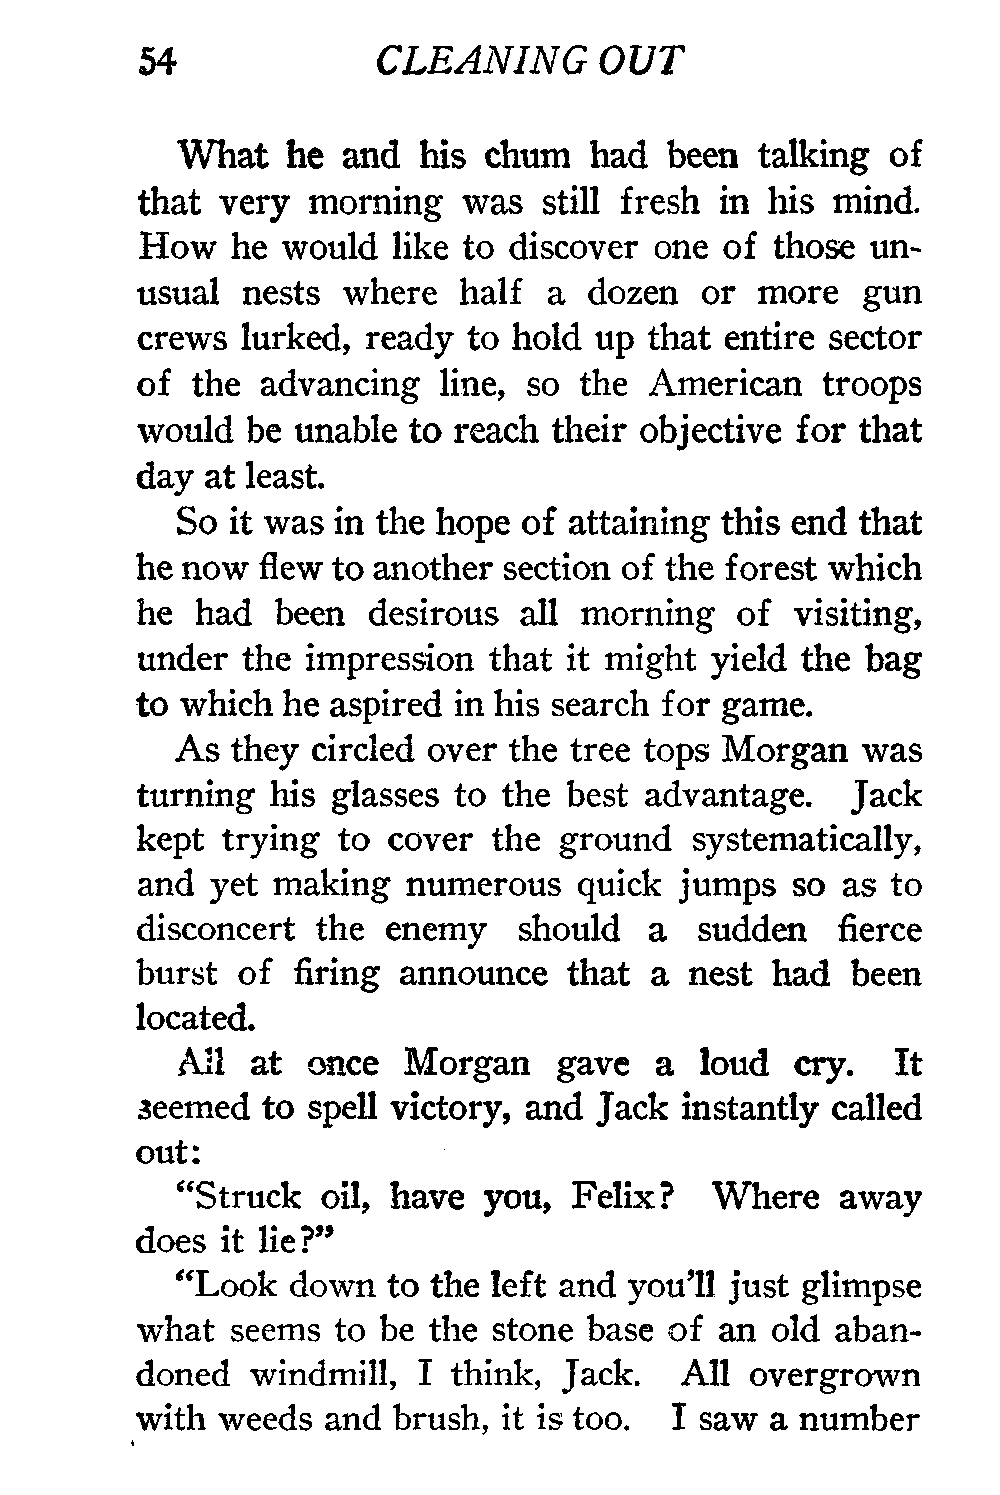 54 CLEANING OUT
What he and his chum had been talking of
that very morning was still fresh in his mind.
How he would like to discover one of those un-
usual nests where half a dozen or more gun
crews lurked, ready to hold up that entire sector
of the advancing line, so the American troops
would be unable to reach their objective for that
day at least.
So it was in the hope of attaining this end that
he now flew to another section of the forest which
he had been desirous all morning of visiting,
under the impression that it might yield the bag
to which he aspired in his search for game.
As they circled over the tree tops Morgan was
turning his glasses to the best advantage. Jack
kept trying to cover the ground systematically,
and yet making numerous quick jumps so as to
disconcert the enemy should a sudden fierce
burst of firing announce that a nest had been
located.
All at once Morgan gave a loud cry. It
seemed to spell victory, and Jack instantly called
out:
“Struck oil, have you, Felix? Where away
does it lie?”
“Look down to the left and you’ll just glimpse
what seems to be the stone base of an old aban-
doned windmill, I think, Jack. All overgrown
with weeds and brush, it is too. I saw a number